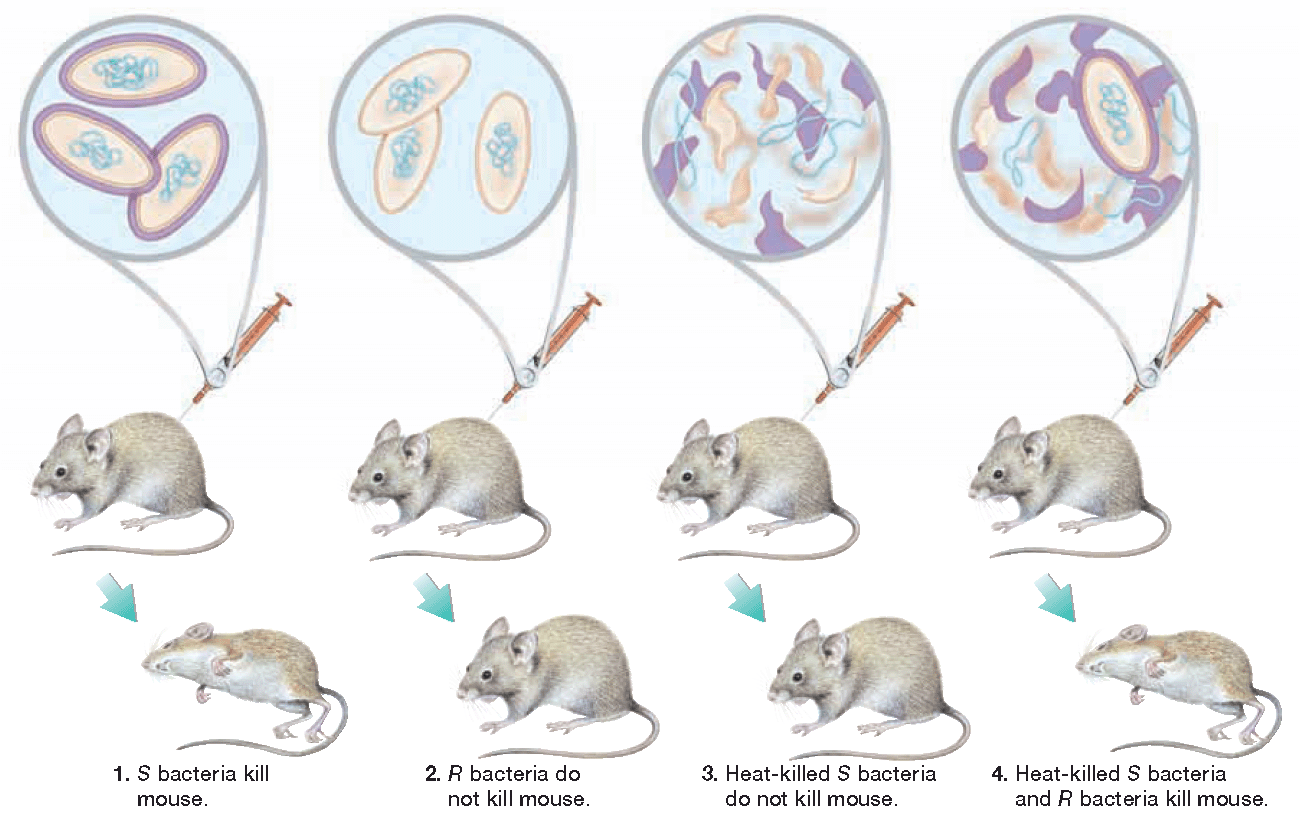 1. S bacteria kill
mouse.
2. R bacteria do
not kill mouse.
3. Heat-killed S bacteria
do not kill mouse.
4. Heat-killed S bacteria
and R bacteria kill mouse.